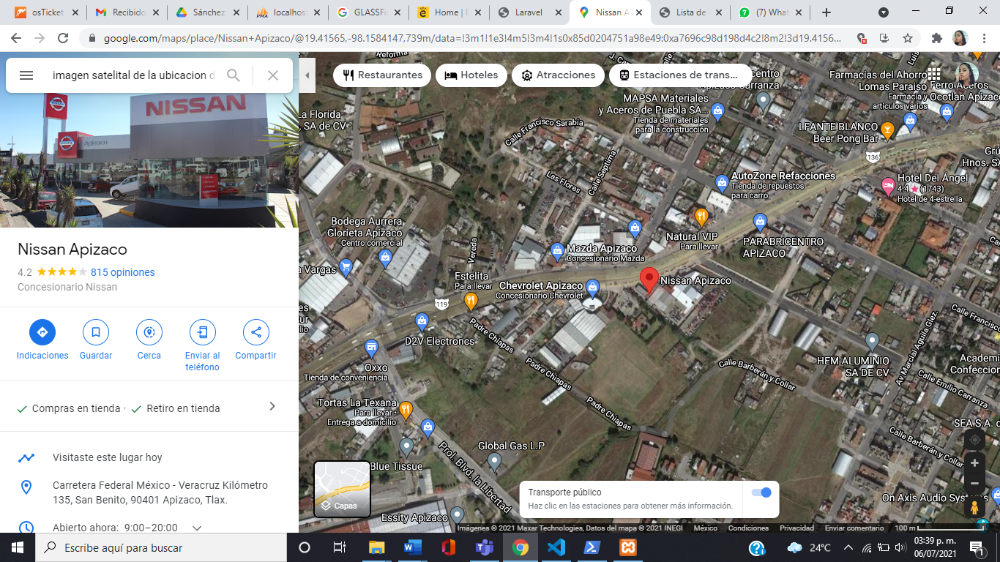 osTicket
Recibido
Sánchez
localhost
GLASSFi
Home | E
Laravel
Nissan A
Lista de
(7) What
google.com/maps/place/Nissan+Apizaco/@19.41565,-98.1584147,739m/data=!3m1!1e3!4m5!3m4!1s0x85d0204751a98e49:0xa7696c98d198d4c2!8m2!3d19.4156...
imagen satelital de la ubicacion d
NISSAN
Apizaco
Nissan Apizaco
4.2 815 opiniones
Concesionario Nissan
Indicaciones
Guardar
Cerca
Enviar al
teléfono
Compartir
Compras en tienda · Retiro en tienda
Visitaste este lugar hoy
Carretera Federal México - Veracruz Kilómetro
135, San Benito, 90401 Apizaco, Tlax.
Abierto ahora: 9:00–20:00
Restaurantes
Hoteles
Atracciones
Estaciones de trans...
Reforma
La Florida
, SA de CV
MAPSA Materiales
y Aceros de Puebla SA...
Tienda de materiales
para la construcción
centro
Apizaco Carranza
Farmacias del Ahorro
Lomas Paraiso
Farmacia y
artículos varios
Ferro Aceros
Ocotlan Apizaco
LFANTE BLANCO
Beer Pong Bar
136
Grú
Hnos. SA
Calle Francisco Sarabia
Calle Septima
Las Flores
AutoZone Refacciones
Tienda de repuestos
para carro
Hotel Del Ángel
4.4 (1743)
Hotel de 4-estrella
Bodega Aurrera
Glorieta Apizaco
Centro comercial
Vereda
Natural VIP
Para llevar
PARABRICENTRO
APIZACO
Mazda Apizaco
Concesionario Mazda
a Vargas
Estelita
Para llevar
Chevrolet Apizaco
Concesionario Chevrolet
Nissan Apizaco
119
D2V Electroncs
Padre Chiapas
Padre Chiapas
Padre Chiapas
Oxxo
Tienda de conveniencia
HEM ALUMINIO
SA DE CV
Calle Francisco
Av Marcial Aguila Glez.
Academi
Confeccion
Calle Barberán y Collar
Calle Emilio Carranza
Calle Barberán y Collar
Tortas La Texana
Para llevar •
Entrega a domicilio
SEA S.A. d
Blue Tissue
Global Gas L.P
Prol. Blvd. la Libertad
Essity Apizaco
On Axis Audio Systems
Capas
Transporte público
Haz clic en las estaciones para obtener más información.
Imágenes © 2021 Maxar Technologies, Datos del mapa © 2021 INEGI México Condiciones Privacidad Enviar comentario 100 m
Escribe aquí para buscar
24°C
03:39 p. m.
06/07/2021
1